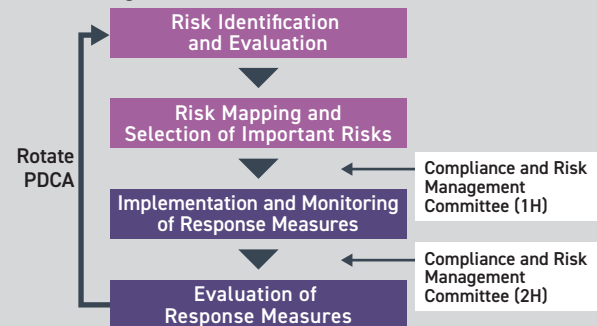 Risk Identification
and Evaluation
Risk Mapping and
Selection of Important Risks
Rotate
PDCA
Compliance and Risk
Management
Committee (1H)
Implementation and Monitoring
of Response Measures
Compliance and Risk
Management
Committee (2H)
Evaluation of
Response Measures